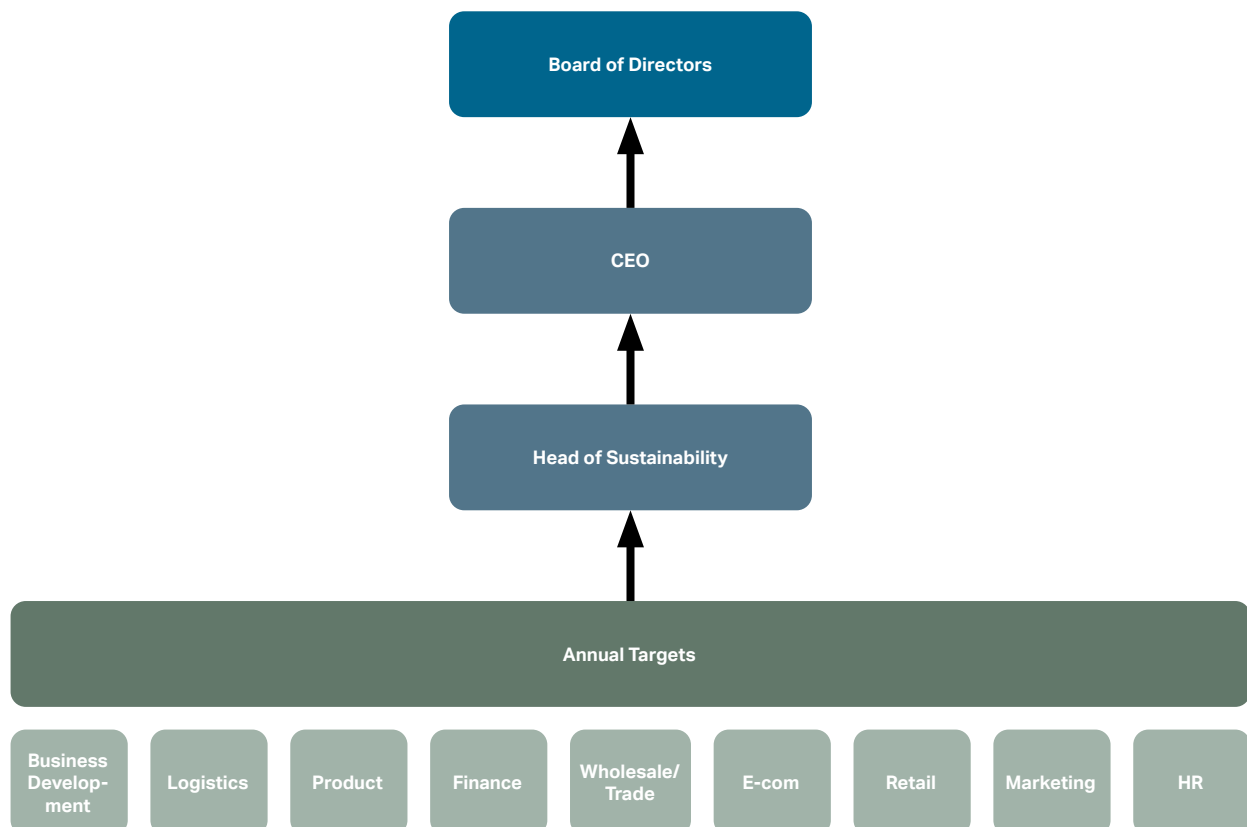 Board of Directors
CEO
Head of Sustainability
Annual Targets
Business
Develop-
ment
Logistics
Product
Finance
Wholesale/
Trade
E-com
Retail
Marketing
HR